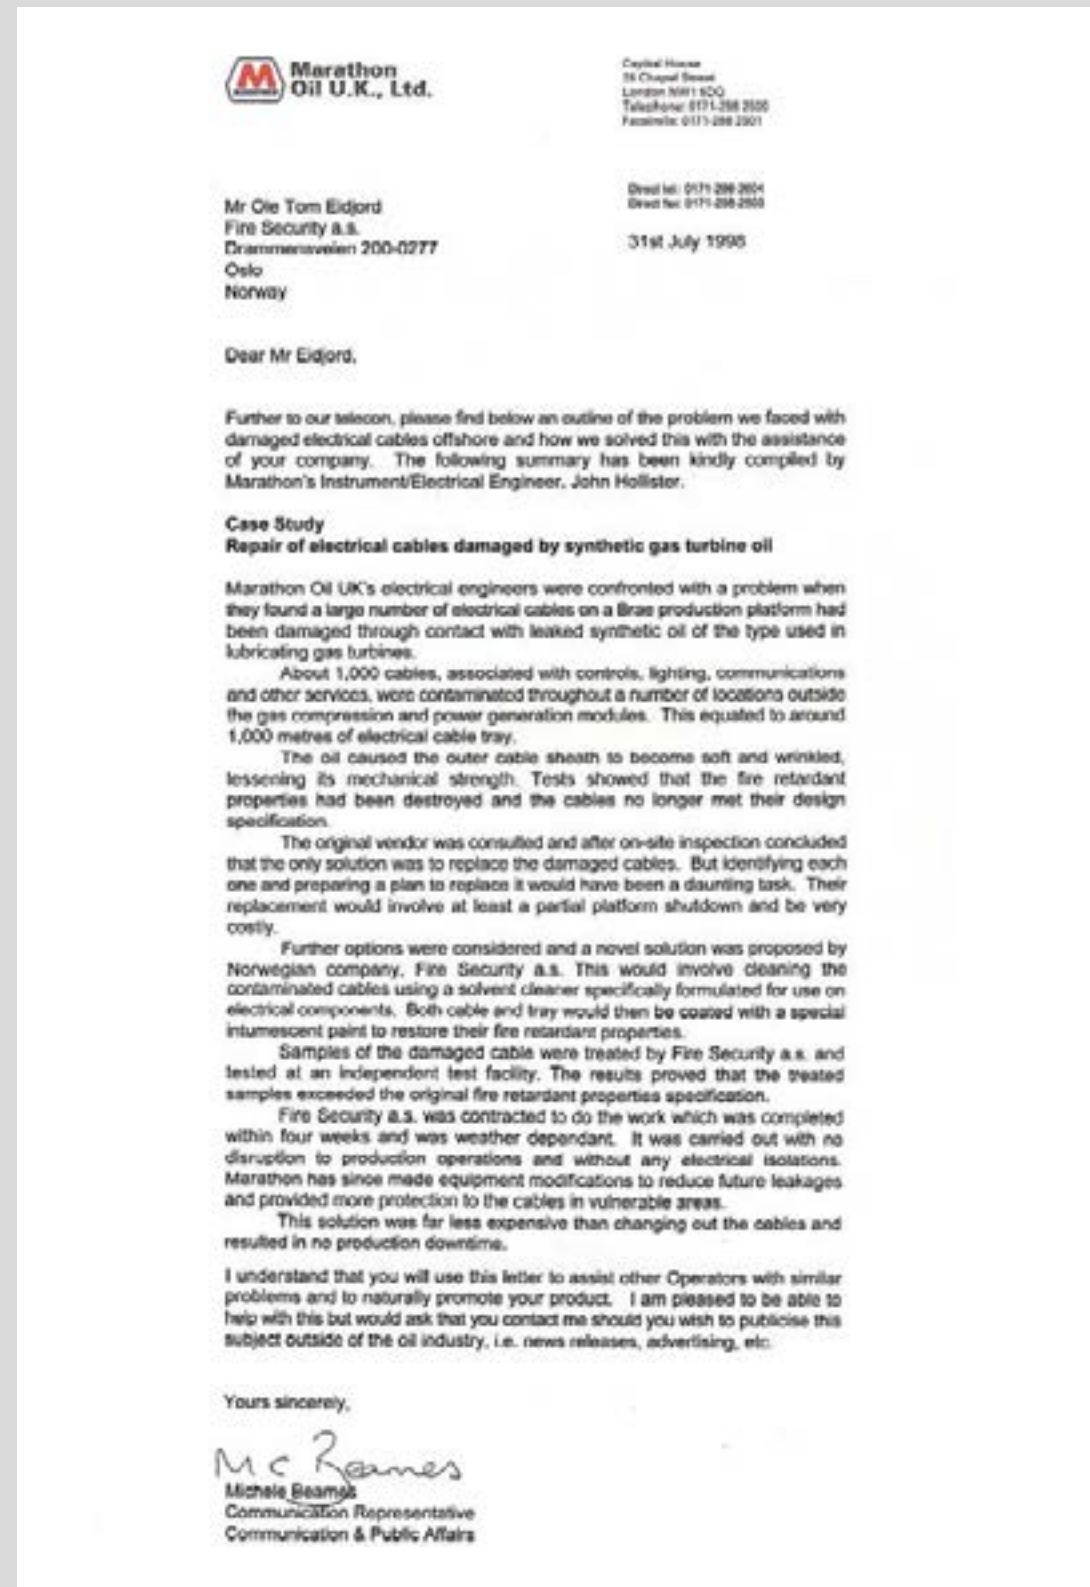 Marathon
Oil U.K., Ltd.
Capital House
Chapel Street
London NW1
Telephone: 0171-298 2500
Facsimile: 0171-298 2501
Direct tel:
Direct fax:
31st July 1998
Mr Ole Tom Eidjord
Fire Security a.s.
Drammensveien 200-0277
Oslo
Norway
Dear Mr Eidjord,
Further to our telecon, please find below an outline of the problem we faced with
damaged electrical cables offshore and how we solved this with the assistance
of your company. The following summary has been kindly compiled by
Marathon's Instrument/Electrical Engineer, John Hollister.
Case Study
Repair of electrical cables damaged by synthetic gas turbine oil
Marathon Oil UK's electrical engineers were confronted with a problem when
they found a large number of electrical cables on a Brae production platform had
been damaged through contact with leaked synthetic oil of the type used in
lubricating gas turbines.
About 1,000 cables, associated with controls, lighting, communications
and other services, were contaminated throughout a number of locations outside
the gas compression and power generation modules. This equated to around
1,000 metres of electrical cable tray.
The oil caused the outer cable sheath to become soft and wrinkled,
lessening its mechanical strength. Tests showed that the fire retardant
properties had been destroyed and the cables no longer met their design
specification.
The original vendor was consulted and after on-site inspection concluded
that the only solution was to replace the damaged cables. But identifying each
one and preparing a plan to replace it would have been a daunting task. Their
replacement would involve at least a partial platform shutdown and be very
costly.
Further options were considered and a novel solution was proposed by
Norwegian company, Fire Security a.s. This would involve cleaning the
contaminated cables using a solvent cleaner specifically formulated for use on
electrical components. Both cable and tray would then be coated with a special
intumescent paint to restore their fire retardant properties.
Samples of the damaged cable were treated by Fire Security a.s. and
tested at an independent test facility. The results proved that the treated
samples exceeded the original fire retardant properties specification.
Fire Security a.s. was contracted to do the work which was completed
within four weeks and was weather dependant. It was carried out with no
disruption to production operations and without any electrical isolations.
Marathon has since made equipment modifications to reduce future leakages
and provided more protection to the cables in vulnerable areas.
This solution was far less expensive than changing out the cables and
resulted in no production downtime.
I understand that you will use this letter to assist other Operators with similar
problems and to naturally promote your product. I am pleased to be able to
help with this but would ask that you contact me should you wish to publicise this
subject outside of the oil industry, i.e. news releases, advertising, etc.
Yours sincerely,
M C Beames
Michele Beames
Communication Representative
Communication & Public Affairs